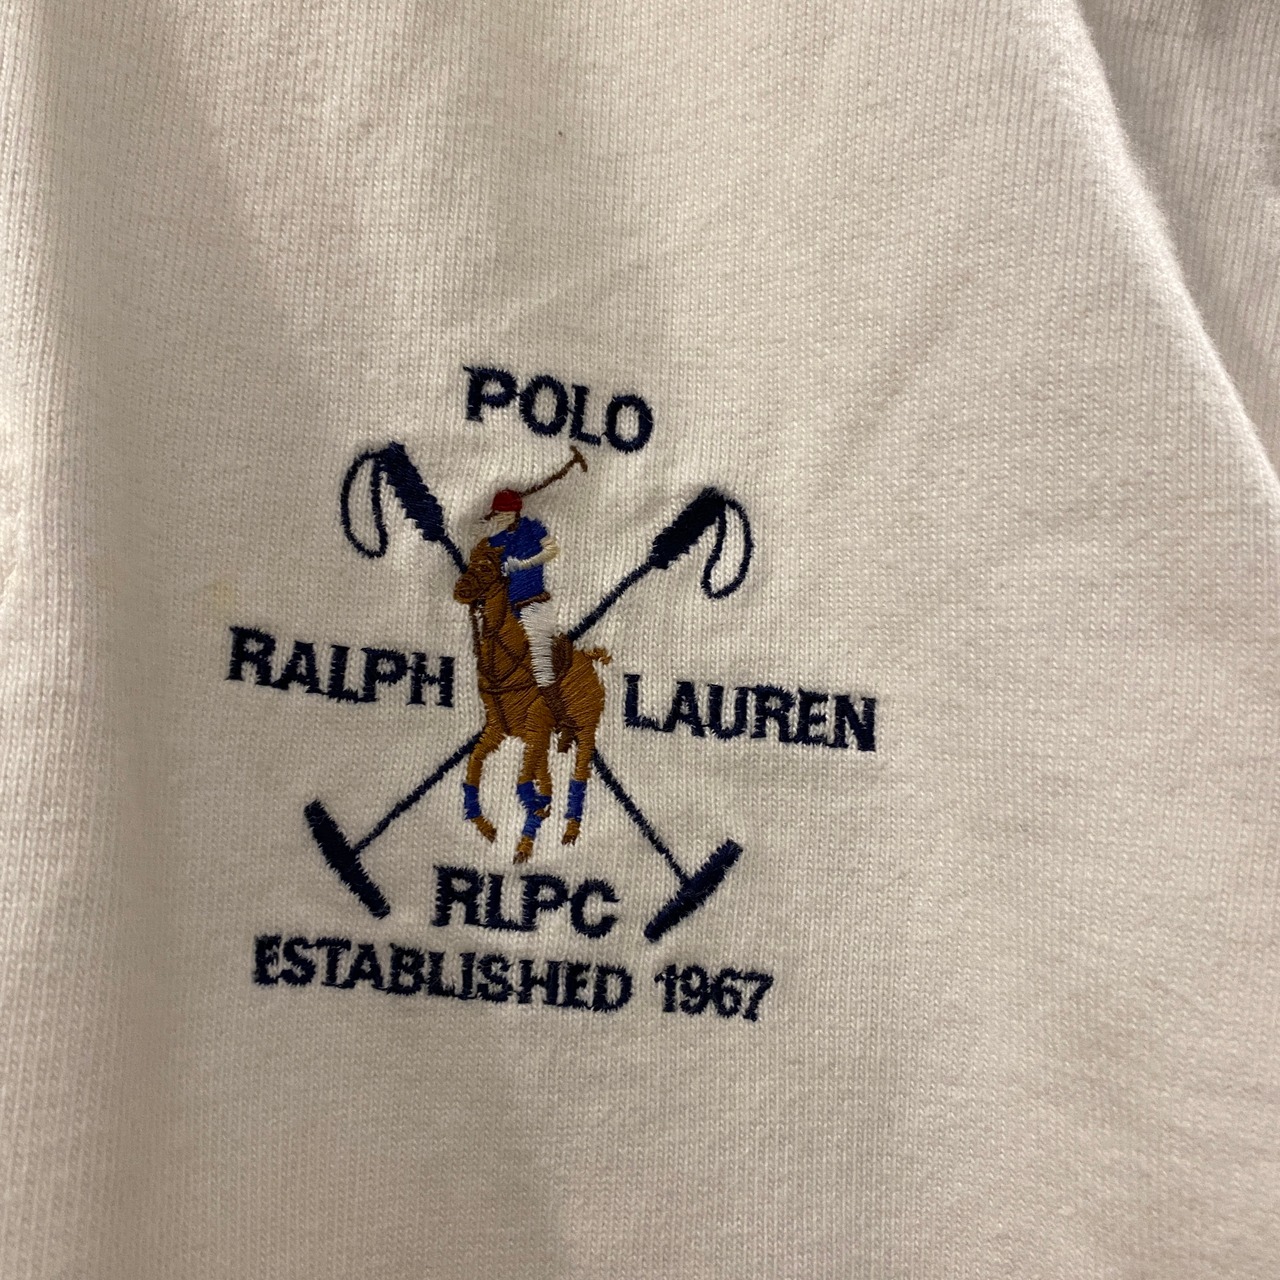 POLO
RALPH LAUREN
RLPC
ESTABLISHED 1967